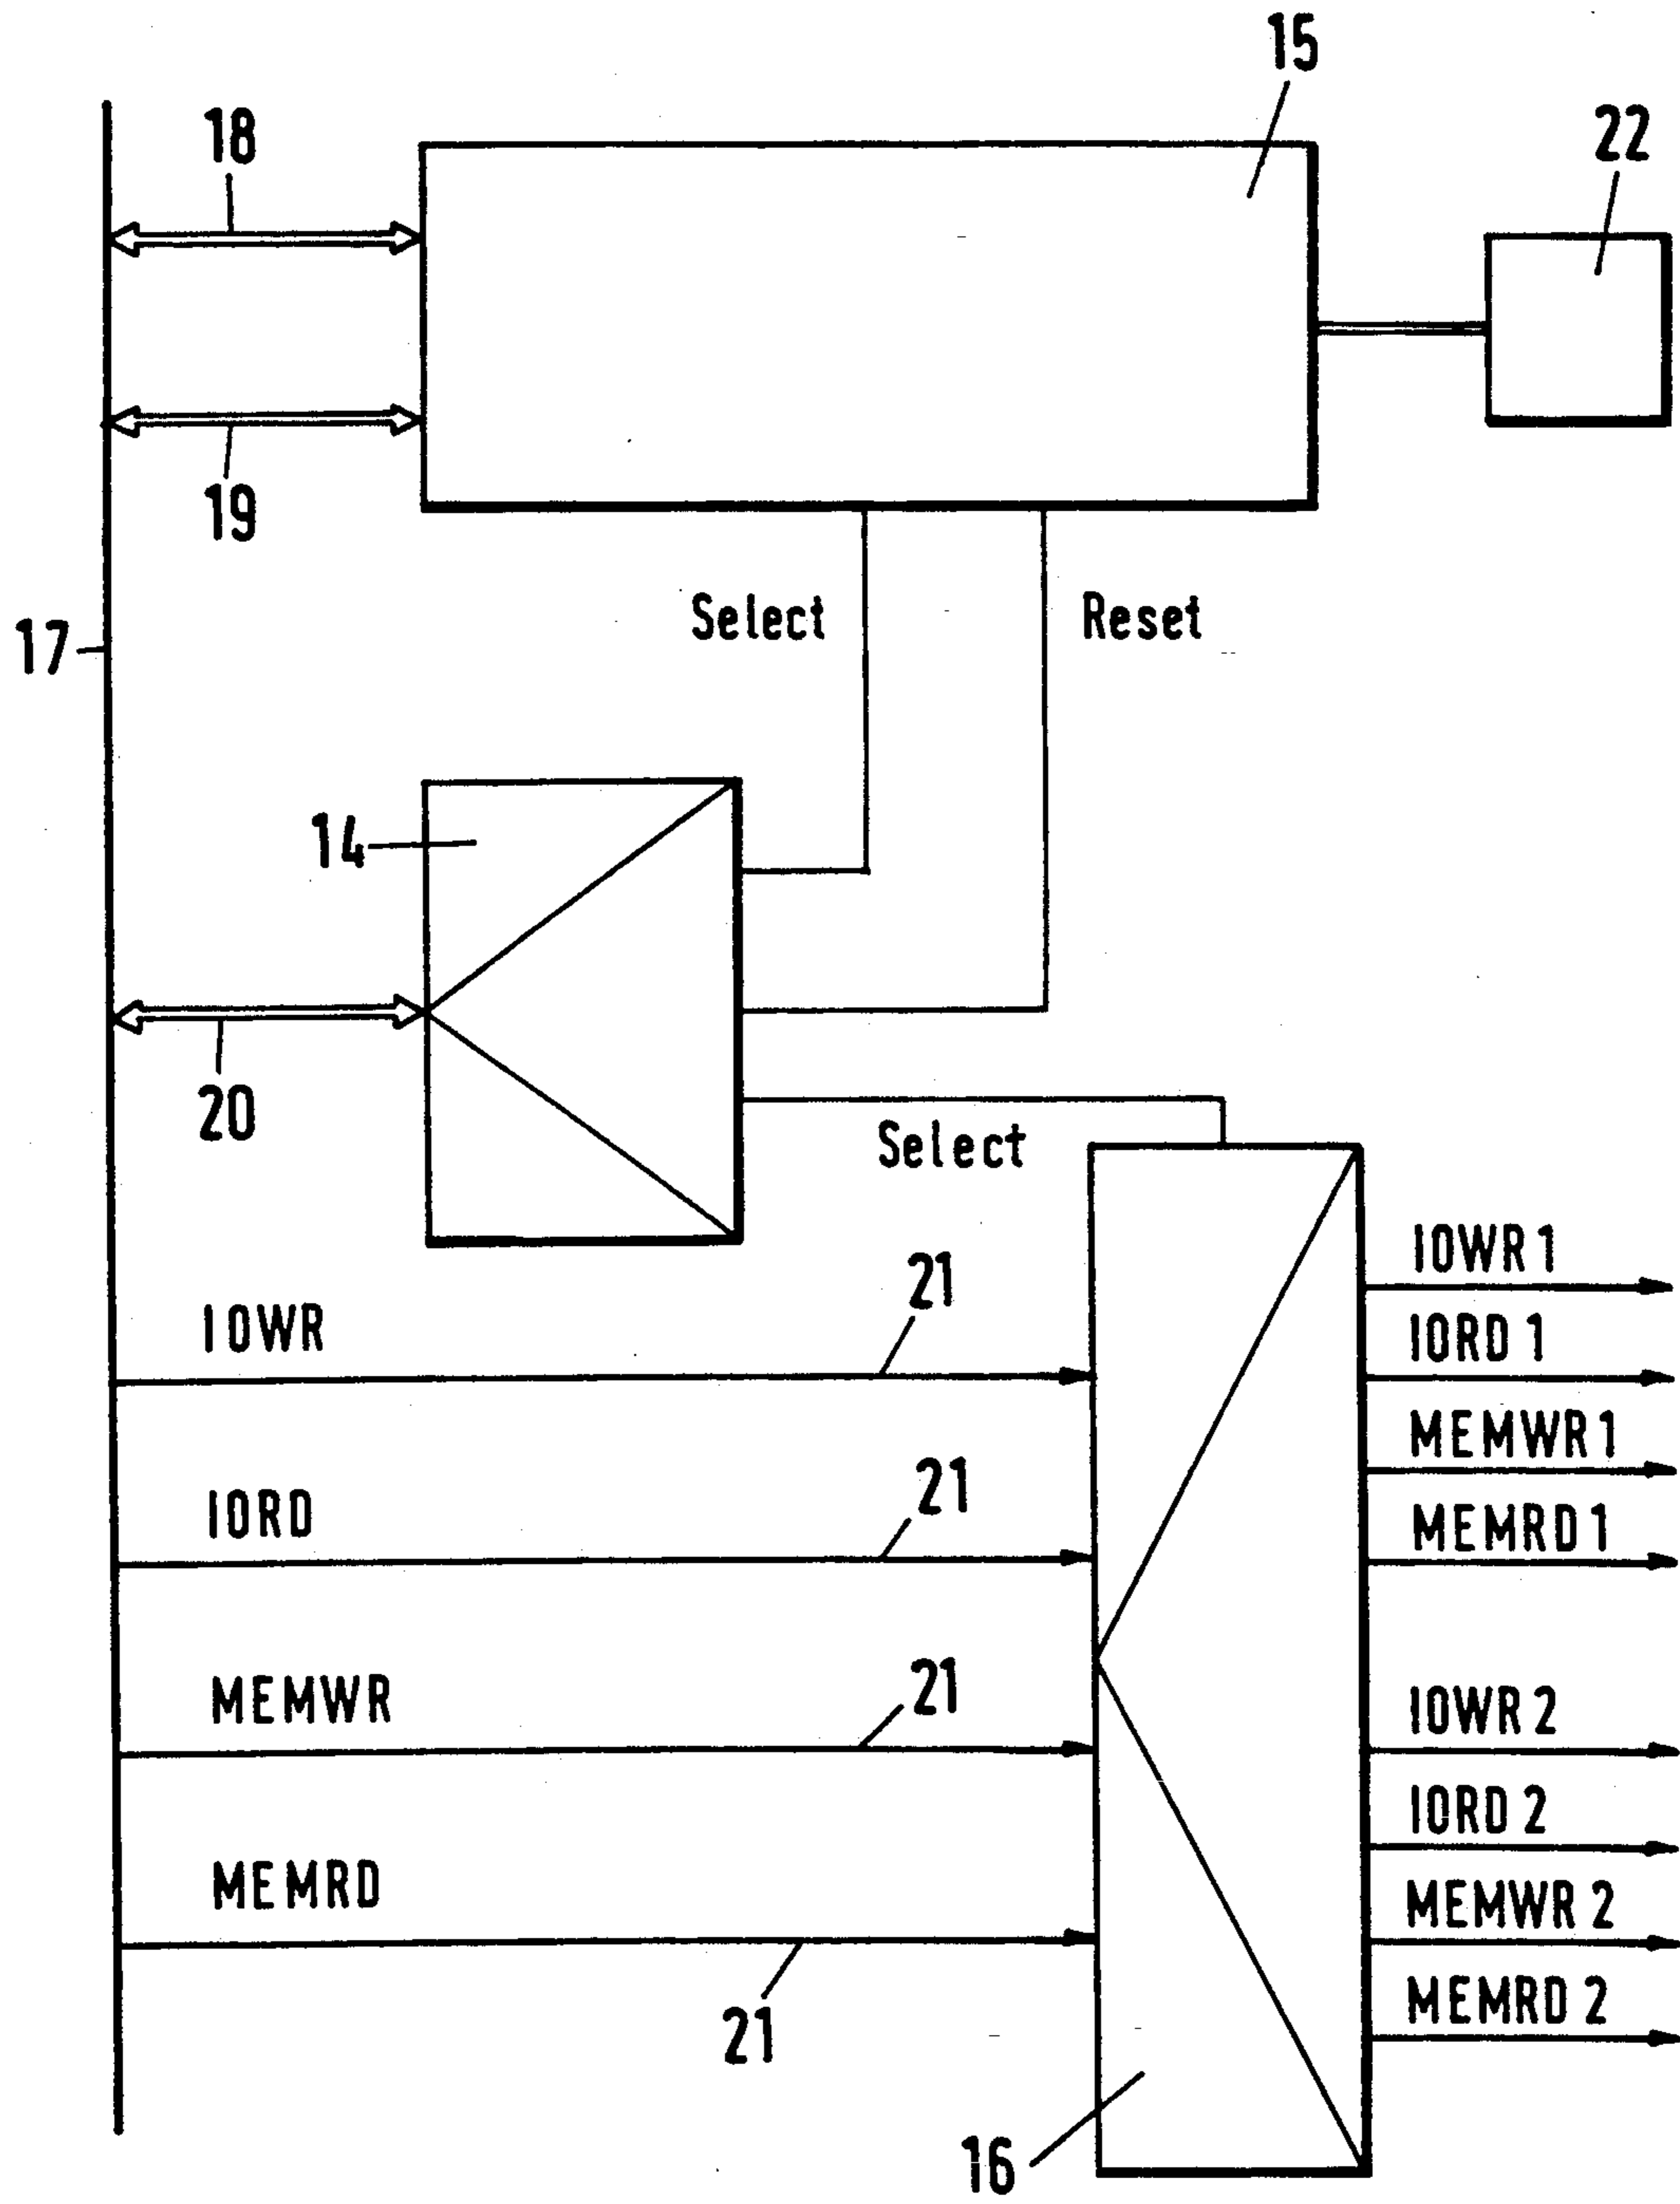 15
22
18
19
Select
Reset
17
14
20
Select
IOWR
21
IORD
21
MEMWR
21
MEMRD
21
16
IOWR 1
IORD 1
MEMWR 1
MEMRD 1
IOWR 2
IORD 2
MEMWR 2
MEMRD 2